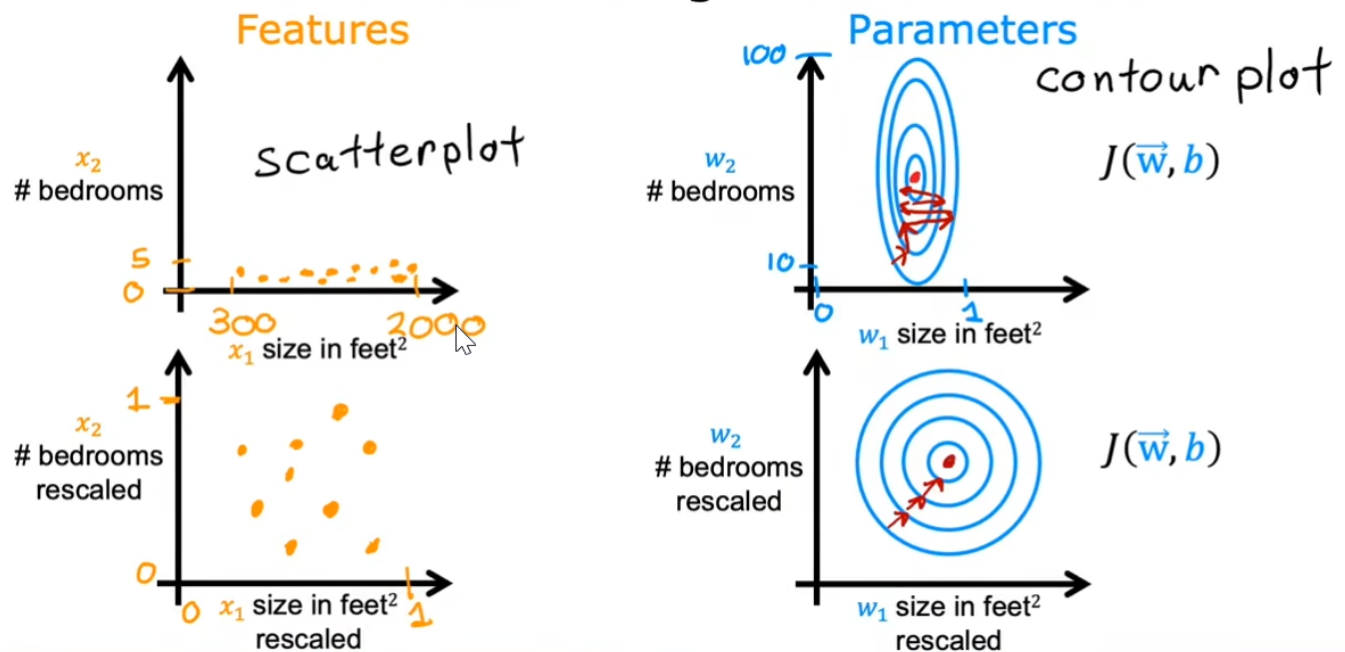 Features
x₂
# bedrooms
scatterplot
5
0
300
2000
x₁ size in feet²
Parameters
100
contour plot
w₂
# bedrooms
J(w⃗, b)
10
0
1
w₁ size in feet²
1
x₂
# bedrooms
rescaled
0
0
x₁ size in feet²
1
rescaled
w₂
# bedrooms
rescaled
J(w⃗, b)
w₁ size in feet²
rescaled